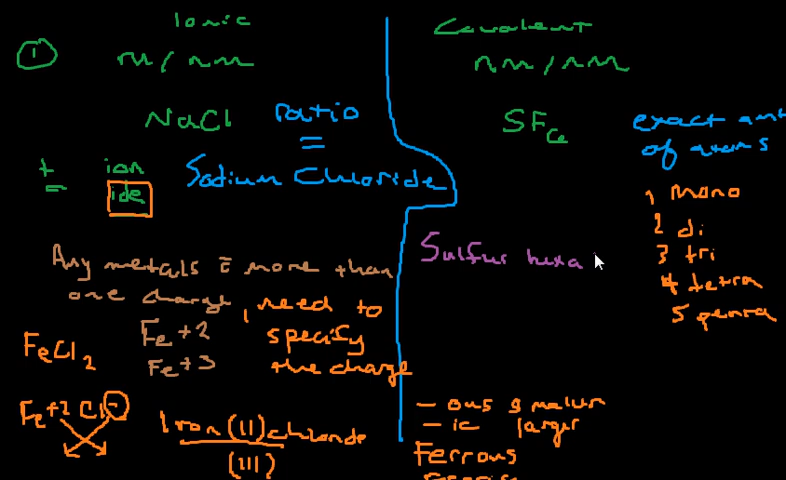 Ionic
① m/nm
NaCl ratio
=
+ ion
- ide Sodium Chloride
Any metals c̄ more than
one charge, need to
Fe+2 specify
Fe+3 the charge
FeCl2
Fe+2 Cl-
Iron (II) chloride
(III)
Covalent
nm/nm
SF6
exact amt
of atoms
1 mono
2 di
3 tri
4 tetra
5 penta
Sulfur hexa
- ous smaller
- ic larger
Ferrous